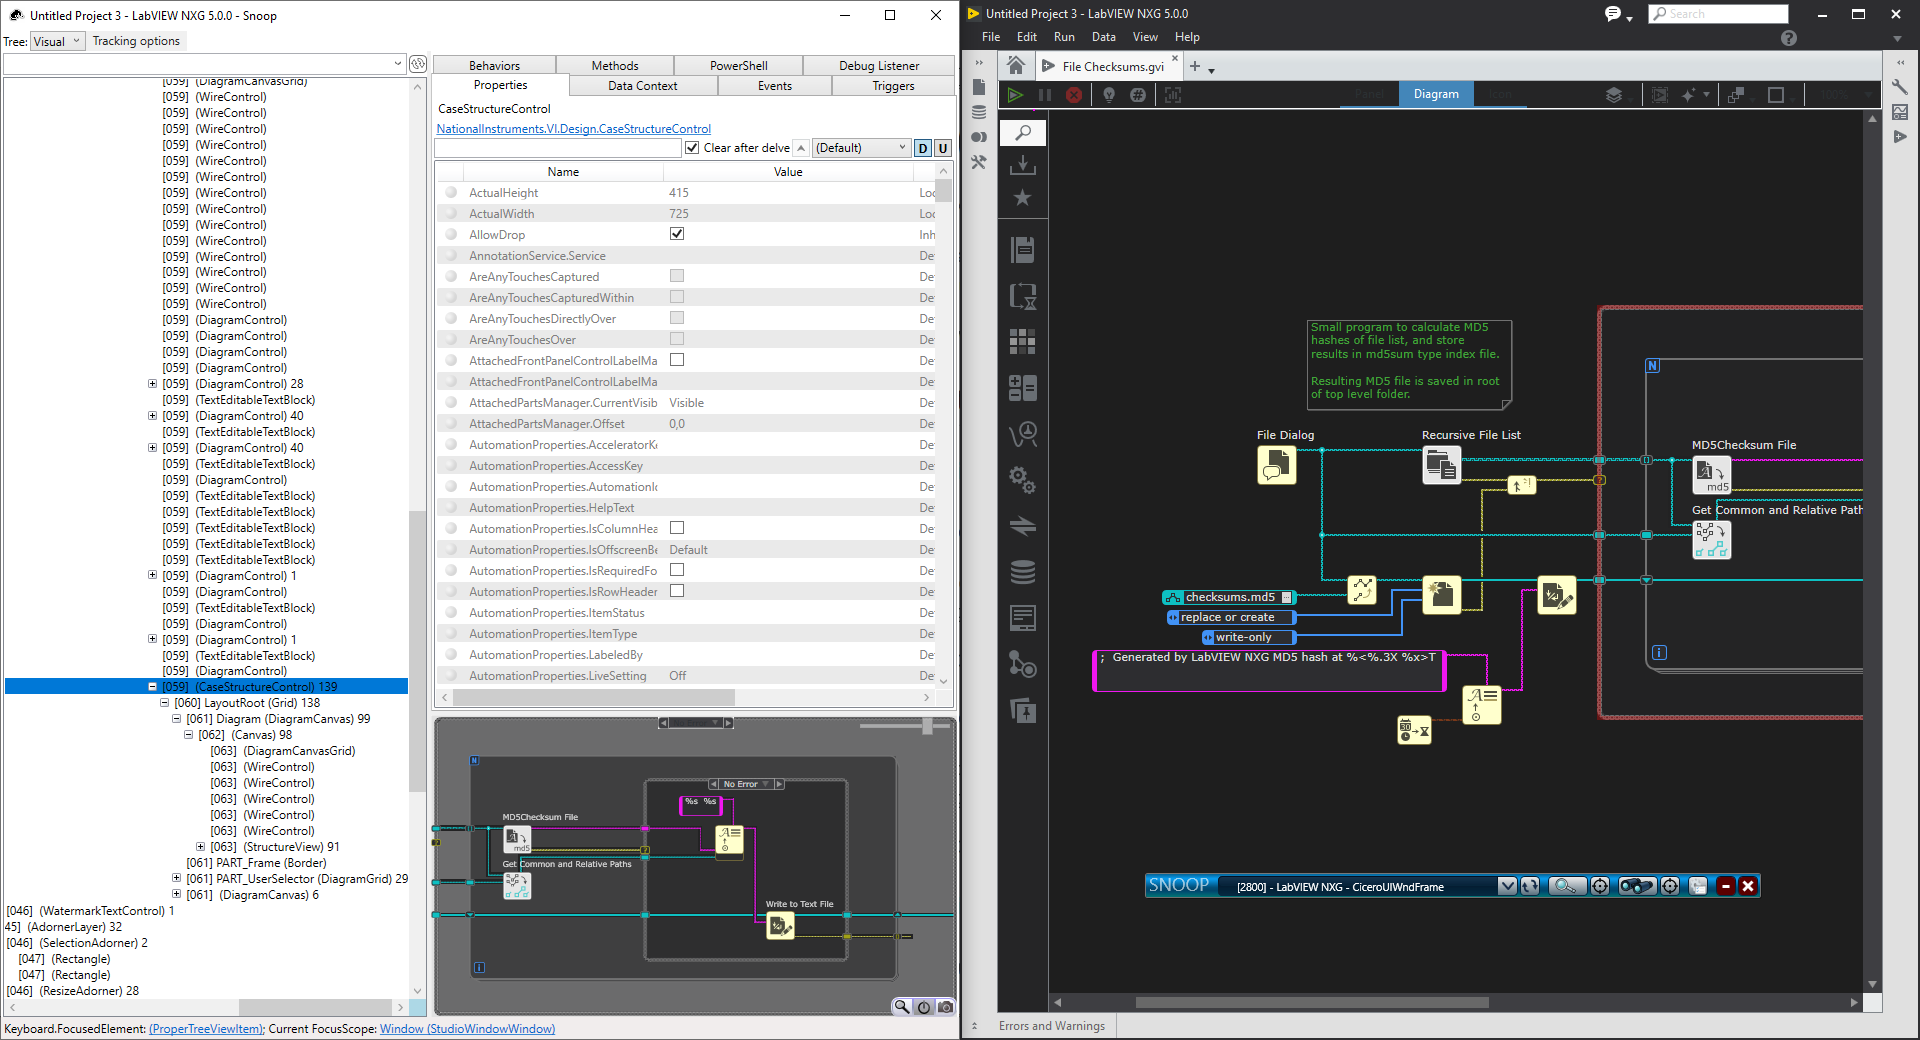 Untitled Project 3 - LabVIEW NXG 5.0.0 - Snoop
Tree: Visual Tracking options
[059] (DiagramCanvasGrid)
[059] (WireControl)
[059] (WireControl)
[059] (WireControl)
[059] (WireControl)
[059] (WireControl)
[059] (WireControl)
[059] (WireControl)
[059] (WireControl)
[059] (WireControl)
[059] (WireControl)
[059] (WireControl)
[059] (WireControl)
[059] (WireControl)
[059] (WireControl)
[059] (DiagramControl)
[059] (DiagramControl)
[059] (DiagramControl)
[059] (DiagramControl)
[059] (DiagramControl) 28
[059] (TextEditableTextBlock)
[059] (DiagramControl) 40
[059] (TextEditableTextBlock)
[059] (DiagramControl) 40
[059] (TextEditableTextBlock)
[059] (DiagramControl)
[059] (TextEditableTextBlock)
[059] (TextEditableTextBlock)
[059] (TextEditableTextBlock)
[059] (TextEditableTextBlock)
[059] (TextEditableTextBlock)
[059] (DiagramControl) 1
[059] (DiagramControl)
[059] (TextEditableTextBlock)
[059] (DiagramControl)
[059] (DiagramControl) 1
[059] (TextEditableTextBlock)
[059] (DiagramControl)
[059] (CaseStructureControl) 139
[060] LayoutRoot (Grid) 138
[061] Diagram (DiagramCanvas) 99
[062] (Canvas) 98
[063] (DiagramCanvasGrid)
[063] (WireControl)
[063] (WireControl)
[063] (WireControl)
[063] (WireControl)
[063] (WireControl)
[063] (StructureView) 91
[061] PART_Frame (Border)
[061] PART_UserSelector (DiagramGrid) 29
[061] (DiagramCanvas) 6
[046] (WatermarkTextControl) 1
45] (AdornerLayer) 32
[046] (SelectionAdorner) 2
[047] (Rectangle)
[047] (Rectangle)
[046] (ResizeAdorner) 28
Keyboard.FocusedElement: (ProperTreeViewItem); Current FocusScope: Window (StudioWindowWindow)
Behaviors Methods PowerShell Debug Listener
Properties Data Context Events Triggers
CaseStructureControl
NationalInstruments.VI.Design.CaseStructureControl
Clear after delve (Default) D U
Name Value
ActualHeight 415 Loc
ActualWidth 725 Loc
AllowDrop Inh
AnnotationService.Service De
AreAnyTouchesCaptured De
AreAnyTouchesCapturedWithin De
AreAnyTouchesDirectlyOver De
AreAnyTouchesOver De
AttachedFrontPanelControlLabelMa De
AttachedFrontPanelControlLabelMa De
AttachedPartsManager.CurrentVisib Visible De
AttachedPartsManager.Offset 0,0 De
AutomationProperties.AcceleratorKe De
AutomationProperties.AccessKey De
AutomationProperties.AutomationId De
AutomationProperties.HelpText De
AutomationProperties.IsColumnHea De
AutomationProperties.IsOffscreenBe Default De
AutomationProperties.IsRequiredFo De
AutomationProperties.IsRowHeader De
AutomationProperties.ItemStatus De
AutomationProperties.ItemType De
AutomationProperties.LabeledBy De
AutomationProperties.LiveSetting Off De
N
No Error
%s %s
MD5Checksum File
md5
Get Common and Relative Paths
Write to Text File
i
Untitled Project 3 - LabVIEW NXG 5.0.0
Search
File Edit Run Data View Help
File Checksums.gvi
Panel Diagram Icon
Small program to calculate MD5
hashes of file list, and store
results in md5sum type index file.
Resulting MD5 file is saved in root
of top level folder.
N
File Dialog
Recursive File List
MD5Checksum File
md5
Get Common and Relative Path
checksums.md5
replace or create
write-only
; Generated by LabVIEW NXG MD5 hash at %<%.3X %x>T
30
i
SNOOP [2800] - LabVIEW NXG - CiceroUIWndFrame
Errors and Warnings